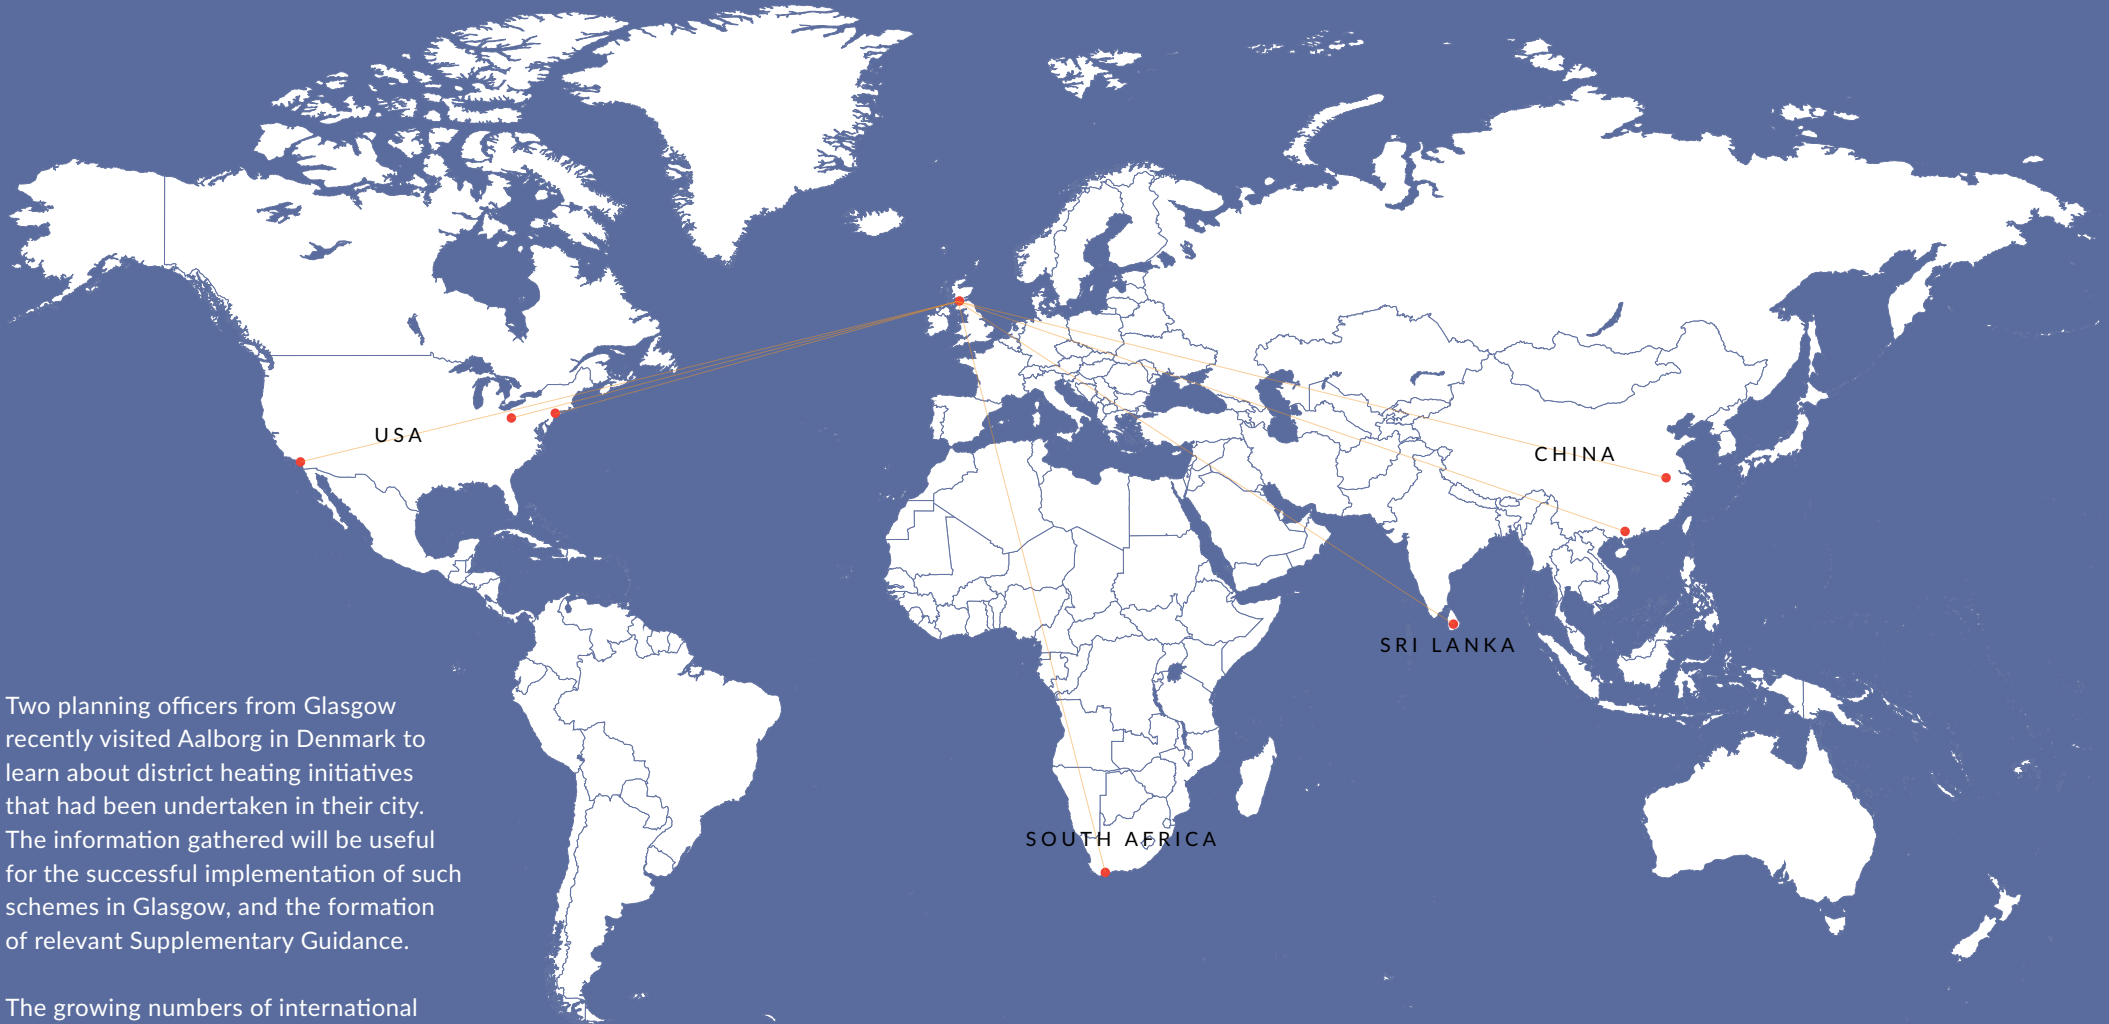 USA
CHINA
SRI LANKA
SOUTH AFRICA
Two planning officers from Glasgow
recently visited Aalborg in Denmark to
learn about district heating initiatives
that had been undertaken in their city.
The information gathered will be useful
for the successful implementation of such
schemes in Glasgow, and the formation
of relevant Supplementary Guidance.
The growing numbers of international